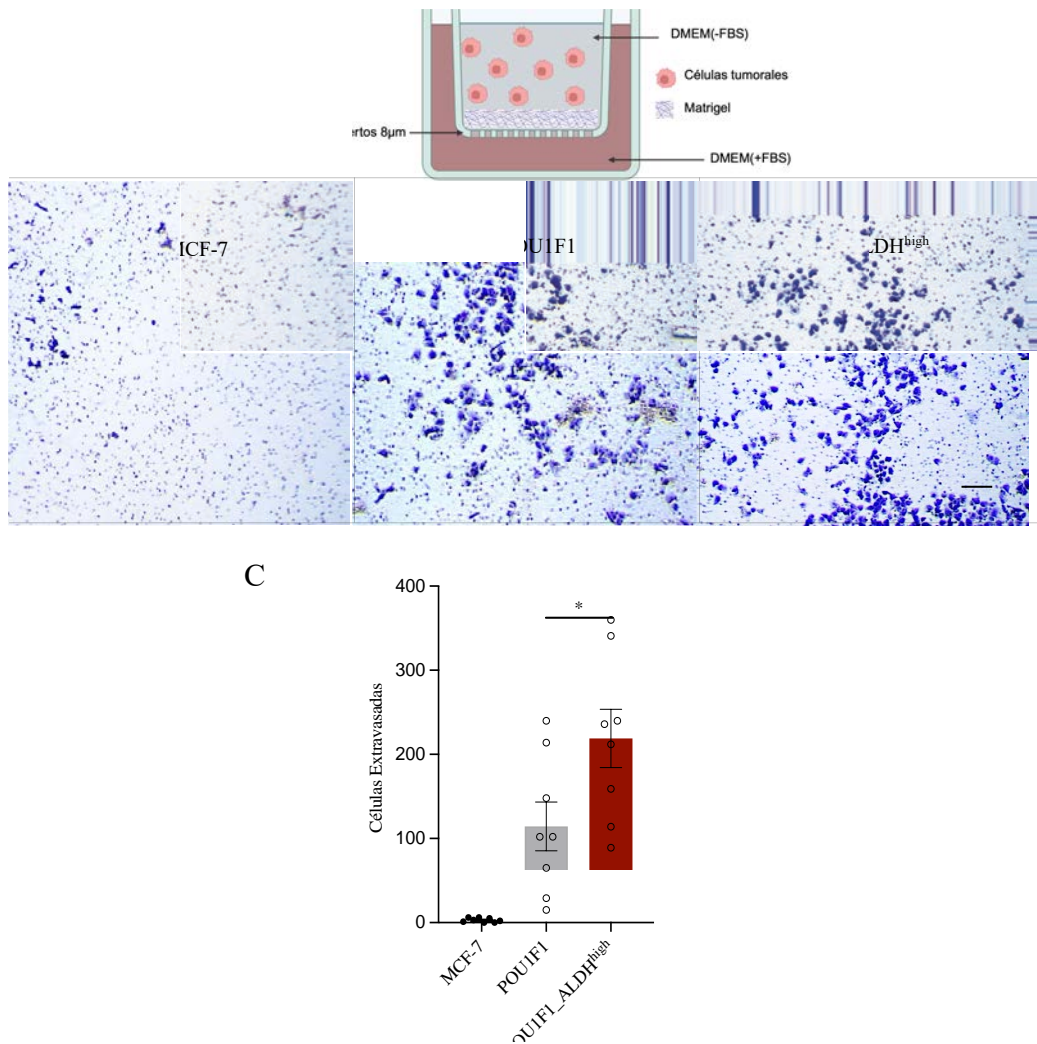 DMEM(-FBS)
Células tumorales
Matrigel
ertos 8µm
DMEM(+FBS)
ICF-7
OU1F1
DH^high
C
400
*
300
200
100
0
Células Extravasadas
MCF-7
POU1F1
OU1F1_ALDH^high